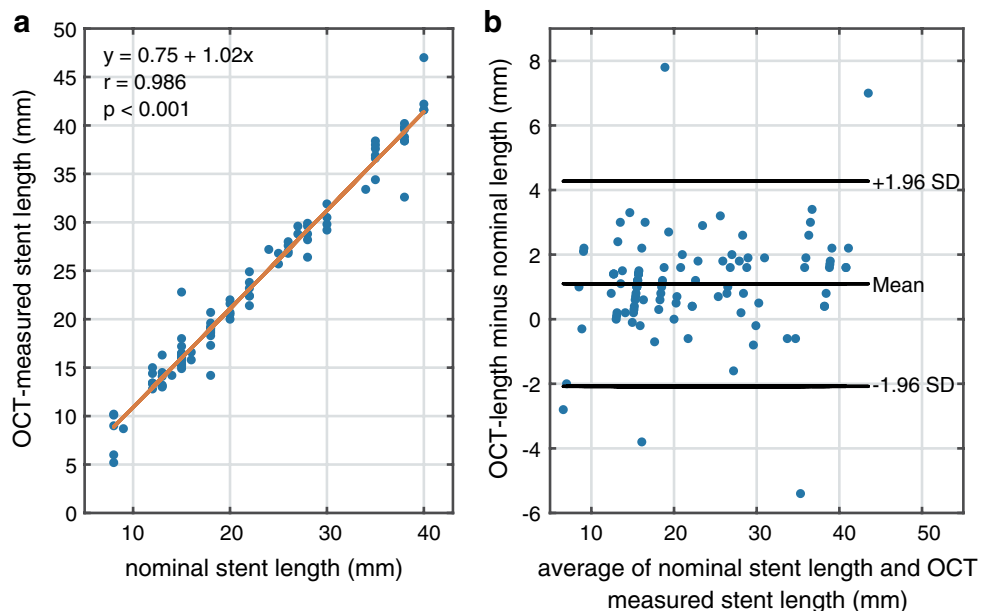 a
50
45
40
35
30
25
20
15
10
5
0
y = 0.75 + 1.02x
r = 0.986
p < 0.001
OCT-measured stent length (mm)
10
20
30
40
nominal stent length (mm)
b
8
6
4
2
0
-2
-4
-6
+1.96 SD
Mean
-1.96 SD
OCT-length minus nominal length (mm)
10
20
30
40
50
average of nominal stent length and OCT
measured stent length (mm)